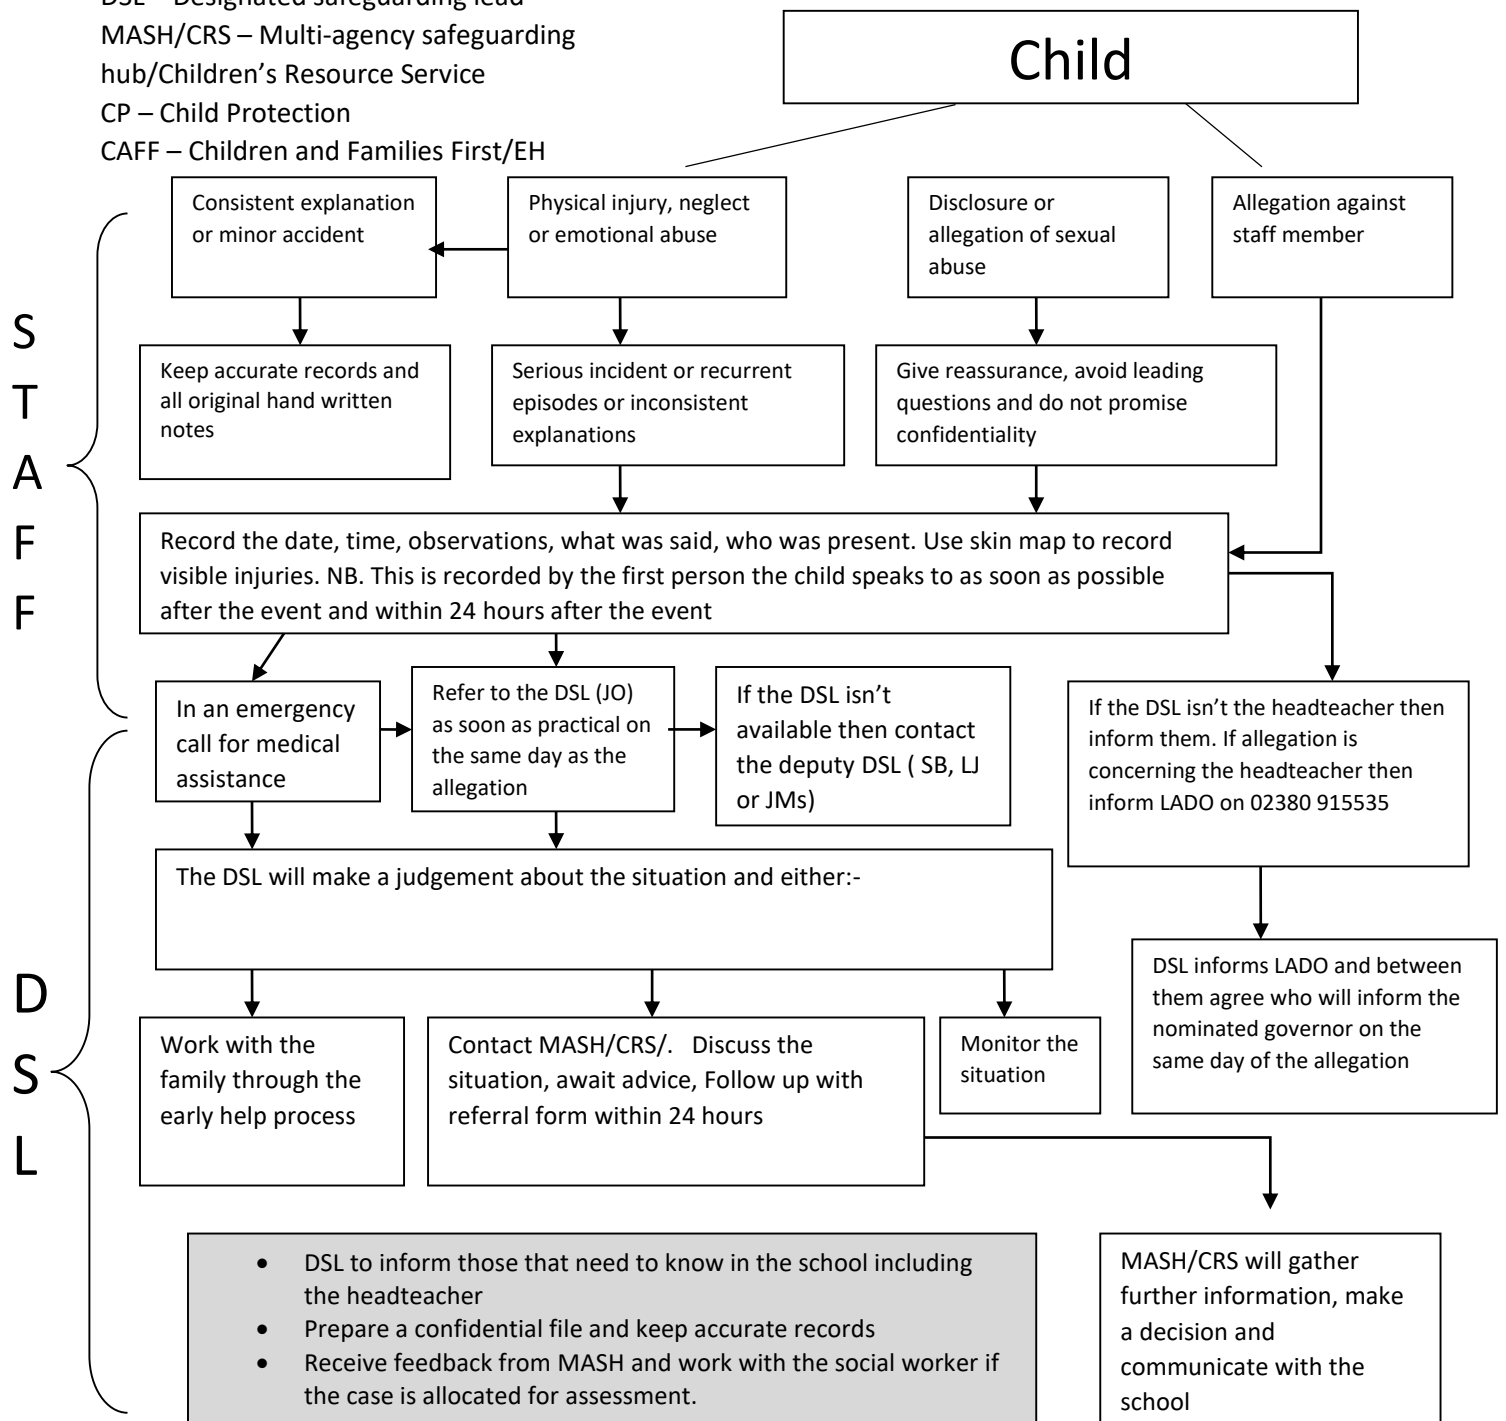 DSL – Designated safeguarding lead
MASH/CRS – Multi-agency safeguarding
hub/Children's Resource Service
CP – Child Protection
CAFF – Children and Families First/EH
Child
Consistent explanation
or minor accident
Physical injury, neglect
or emotional abuse
Disclosure or
allegation of sexual
abuse
Allegation against
staff member
S
T
A
F
F
Keep accurate records and
all original hand written
notes
Serious incident or recurrent
episodes or inconsistent
explanations
Give reassurance, avoid leading
questions and do not promise
confidentiality
Record the date, time, observations, what was said, who was present. Use skin map to record
visible injuries. NB. This is recorded by the first person the child speaks to as soon as possible
after the event and within 24 hours after the event
In an emergency
call for medical
assistance
Refer to the DSL (JO)
as soon as practical on
the same day as the
allegation
If the DSL isn't
available then contact
the deputy DSL ( SB, LJ
or JMs)
If the DSL isn't the headteacher then
inform them. If allegation is
concerning the headteacher then
inform LADO on 02380 915535
D
S
L
The DSL will make a judgement about the situation and either:-
DSL informs LADO and between
them agree who will inform the
nominated governor on the
same day of the allegation
Work with the
family through the
early help process
Contact MASH/CRS/.   Discuss the
situation, await advice, Follow up with
referral form within 24 hours
Monitor the
situation
• DSL to inform those that need to know in the school including
the headteacher
• Prepare a confidential file and keep accurate records
• Receive feedback from MASH and work with the social worker if
the case is allocated for assessment.
MASH/CRS will gather
further information, make
a decision and
communicate with the
school